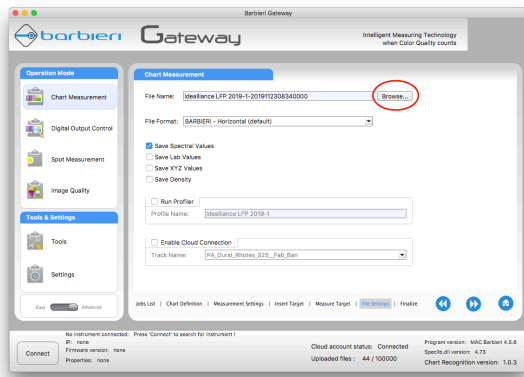 Barbieri Gateway
barbieri
Gateway
Intelligent Measuring Technology
when Color Quality counts
Operation Mode
Chart Measurement
Digital Output Control
Spot Measurement
Image Quality
Tools & Settings
Tools
Settings
Easy
Advanced
Chart Measurement
File Name: Idealliance LFP 2019-1-2019112308340000 Browse...
File Format: BARBIERI - Horizontal (default)
Save Spectral Values
Save Lab Values
Save XYZ Values
Save Density
Run Profiler
Profile Name: Idealliance LFP 2019-1
Enable Cloud Connection
Track Name: PA_Durst_Rhotex_325__Fab_Ban
Jobs List | Chart Definition | Measurement Settings | Insert Target | Measure Target | File Settings | Finalize
Connect
No instrument connected: Press 'Connect' to search for instrument !
IP: none
Firmware version: none
Properties: none
Cloud account status: Connected
Uploaded files : 44 / 100000
Program version: MAC Barbieri 4.5.6
Speclib.dll version: 4.73
Chart Recognition version: 1.0.3